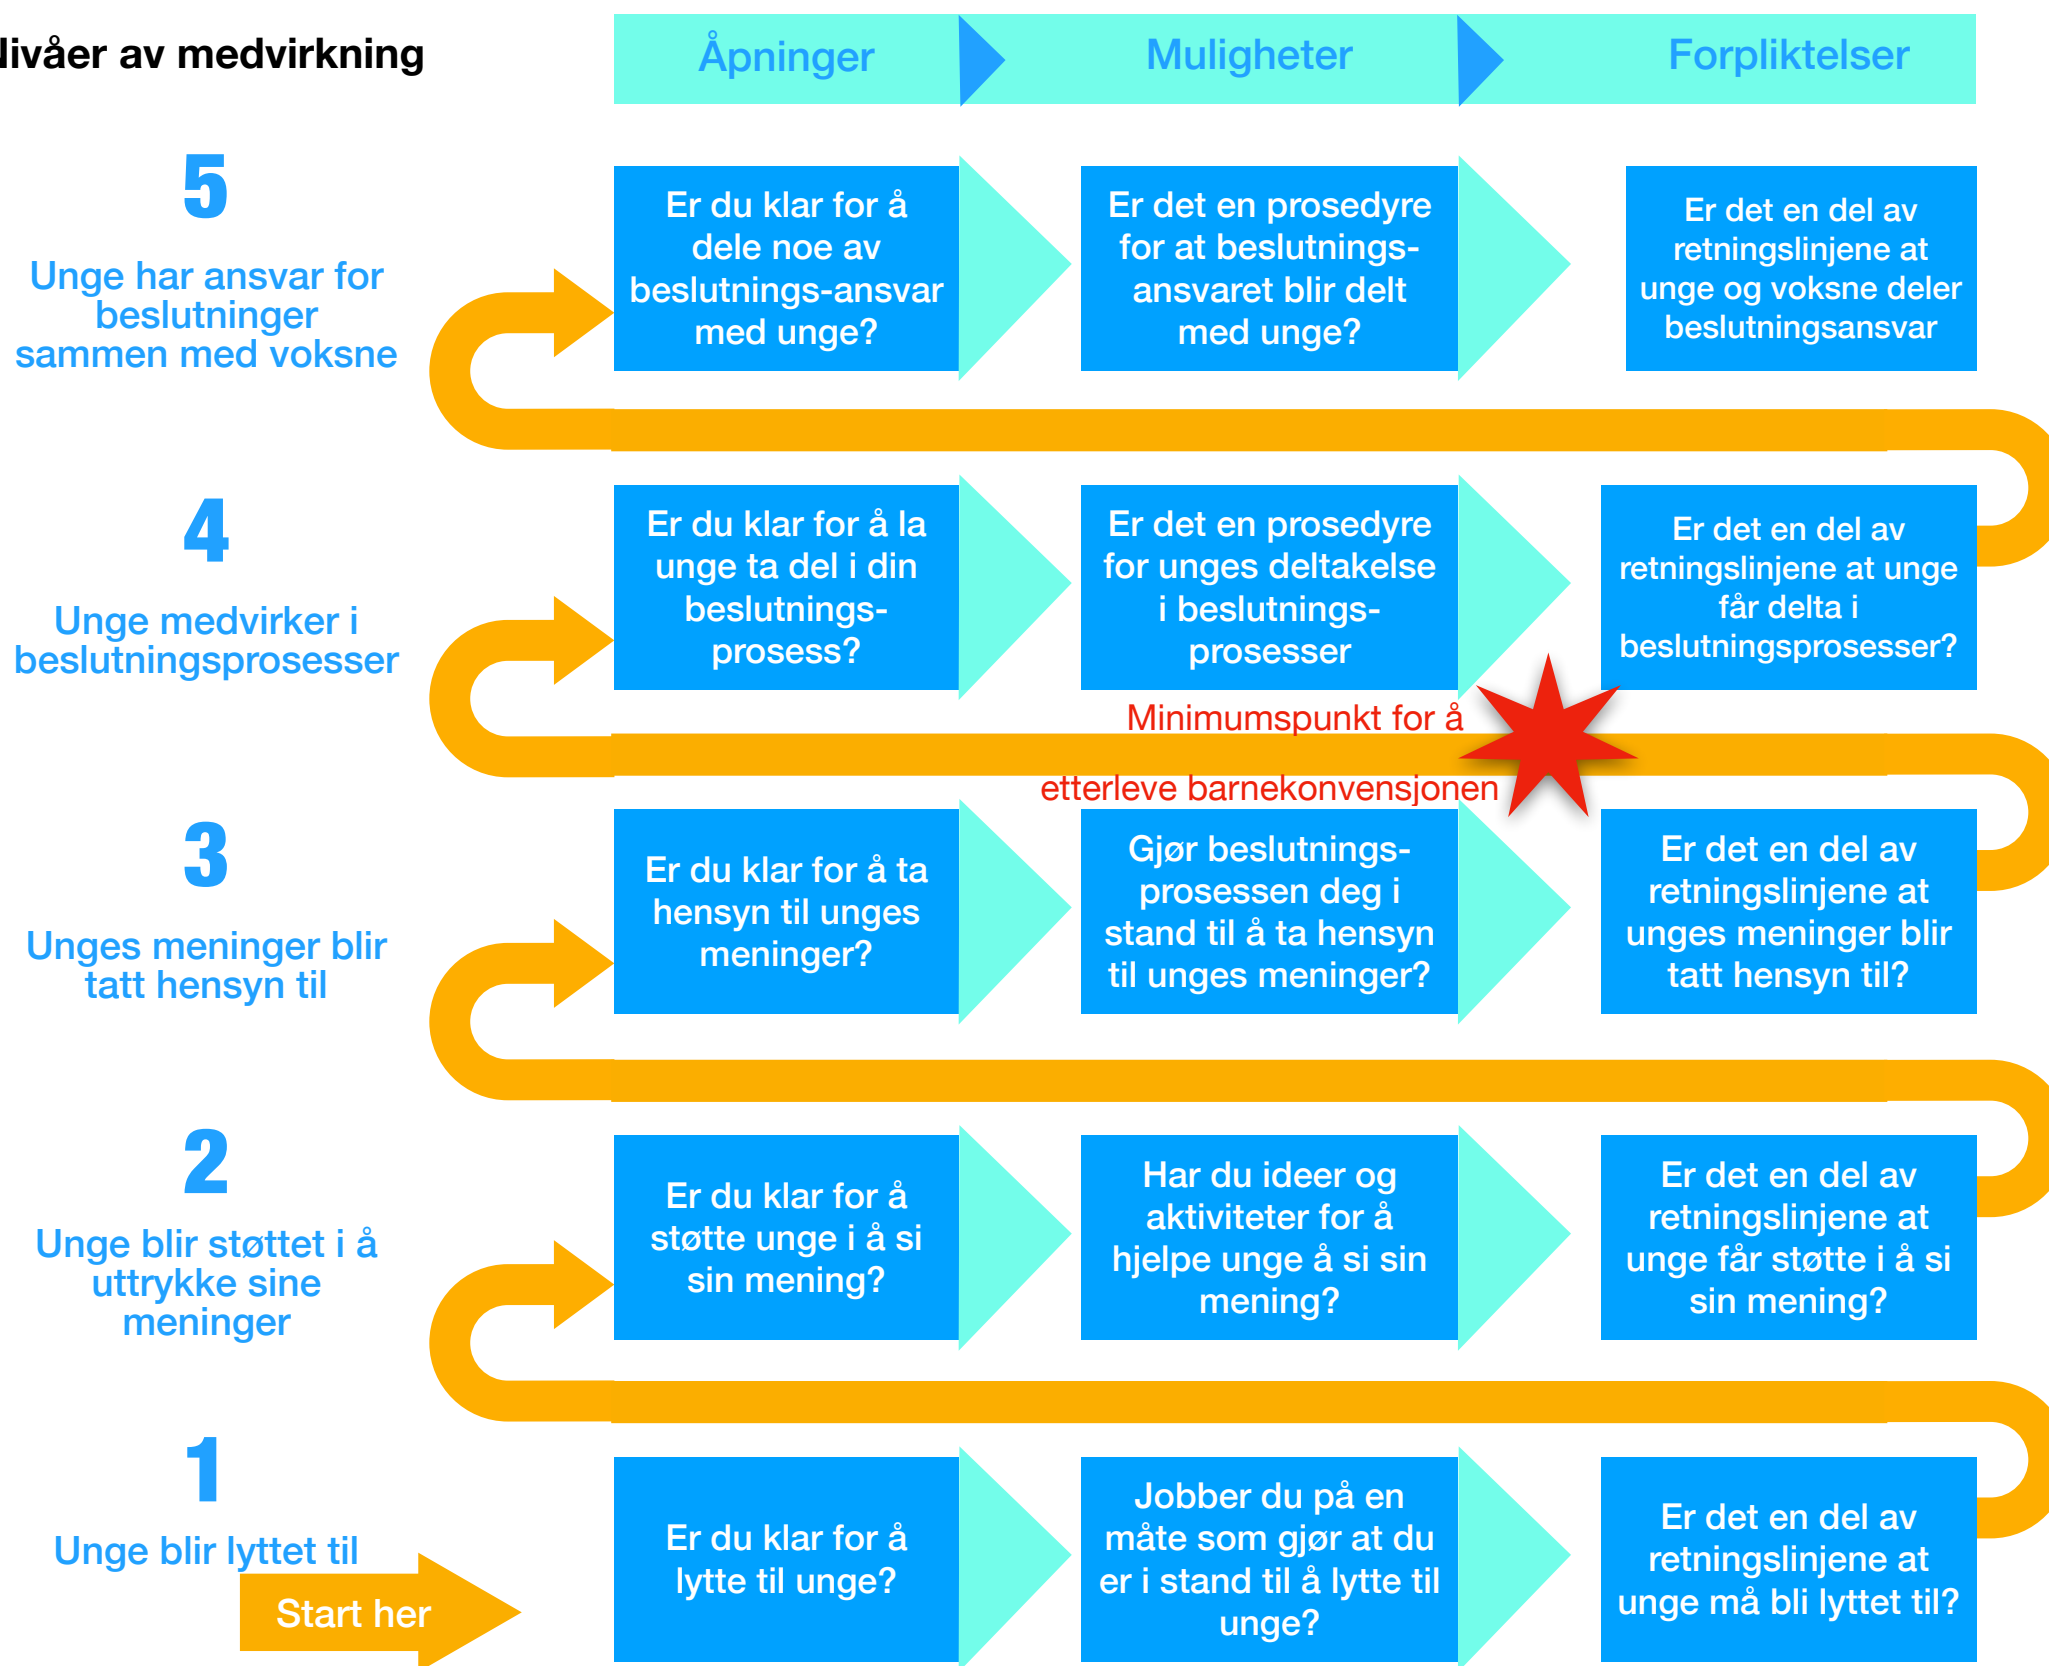 Nivåer av medvirkning
Åpninger
Muligheter
Forpliktelser
5
Unge har ansvar for
beslutninger
sammen med voksne
Er du klar for å
dele noe av
beslutnings-ansvar
med unge?
Er det en prosedyre
for at beslutnings-
ansvaret blir delt
med unge?
Er det en del av
retningslinjene at
unge og voksne deler
beslutningsansvar
4
Unge medvirker i
beslutningsprosesser
Er du klar for å la
unge ta del i din
beslutnings-
prosess?
Er det en prosedyre
for unges deltakelse
i beslutnings-
prosesser
Er det en del av
retningslinjene at unge
får delta i
beslutningsprosesser?
Minimumspunkt for å
etterleve barnekonvensjonen
3
Unges meninger blir
tatt hensyn til
Er du klar for å ta
hensyn til unges
meninger?
Gjør beslutnings-
prosessen deg i
stand til å ta hensyn
til unges meninger?
Er det en del av
retningslinjene at
unges meninger blir
tatt hensyn til?
2
Unge blir støttet i å
uttrykke sine
meninger
Er du klar for å
støtte unge i å si
sin mening?
Har du ideer og
aktiviteter for å
hjelpe unge å si sin
mening?
Er det en del av
retningslinjene at
unge får støtte i å si
sin mening?
1
Unge blir lyttet til
Start her
Er du klar for å
lytte til unge?
Jobber du på en
måte som gjør at du
er i stand til å lytte til
unge?
Er det en del av
retningslinjene at
unge må bli lyttet til?